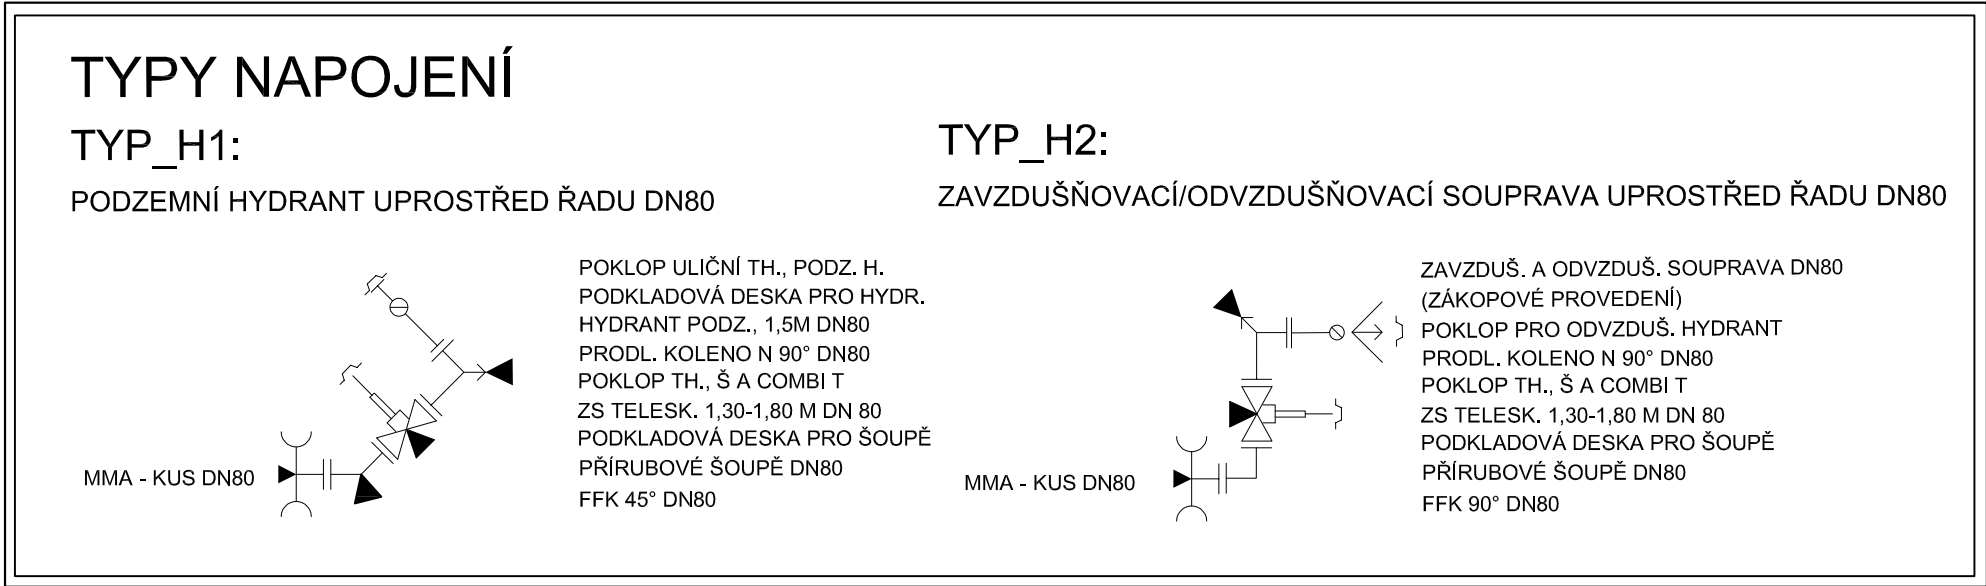 TYPY NAPOJENÍ
TYP_H1:
PODZEMNÍ HYDRANT UPROSTŘED ŘADU DN80
POKLOP ULIČNÍ TH., PODZ. H.
PODKLADOVÁ DESKA PRO HYDR.
HYDRANT PODZ., 1,5M DN80
PRODL. KOLENO N 90° DN80
POKLOP TH., Š A COMBI T
ZS TELESK. 1,30-1,80 M DN 80
PODKLADOVÁ DESKA PRO ŠOUPĚ
PŘÍRUBOVÉ ŠOUPĚ DN80
FFK 45° DN80
MMA - KUS DN80
TYP_H2:
ZAVZDUŠŇOVACÍ/ODVZDUŠŇOVACÍ SOUPRAVA UPROSTŘED ŘADU DN80
ZAVZDUŠ. A ODVZDUŠ. SOUPRAVA DN80
(ZÁKOPOVÉ PROVEDENÍ)
POKLOP PRO ODVZDUŠ. HYDRANT
PRODL. KOLENO N 90° DN80
POKLOP TH., Š A COMBI T
ZS TELESK. 1,30-1,80 M DN 80
PODKLADOVÁ DESKA PRO ŠOUPĚ
PŘÍRUBOVÉ ŠOUPĚ DN80
FFK 90° DN80
MMA - KUS DN80